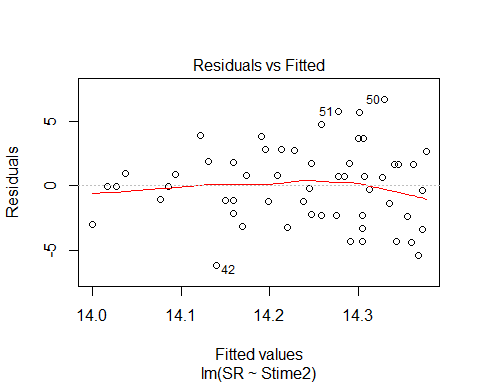 Residuals vs Fitted
Residuals
5
0
-5
51
50
42
14.0 14.1 14.2 14.3
Fitted values
lm(SR ~ Stime2)